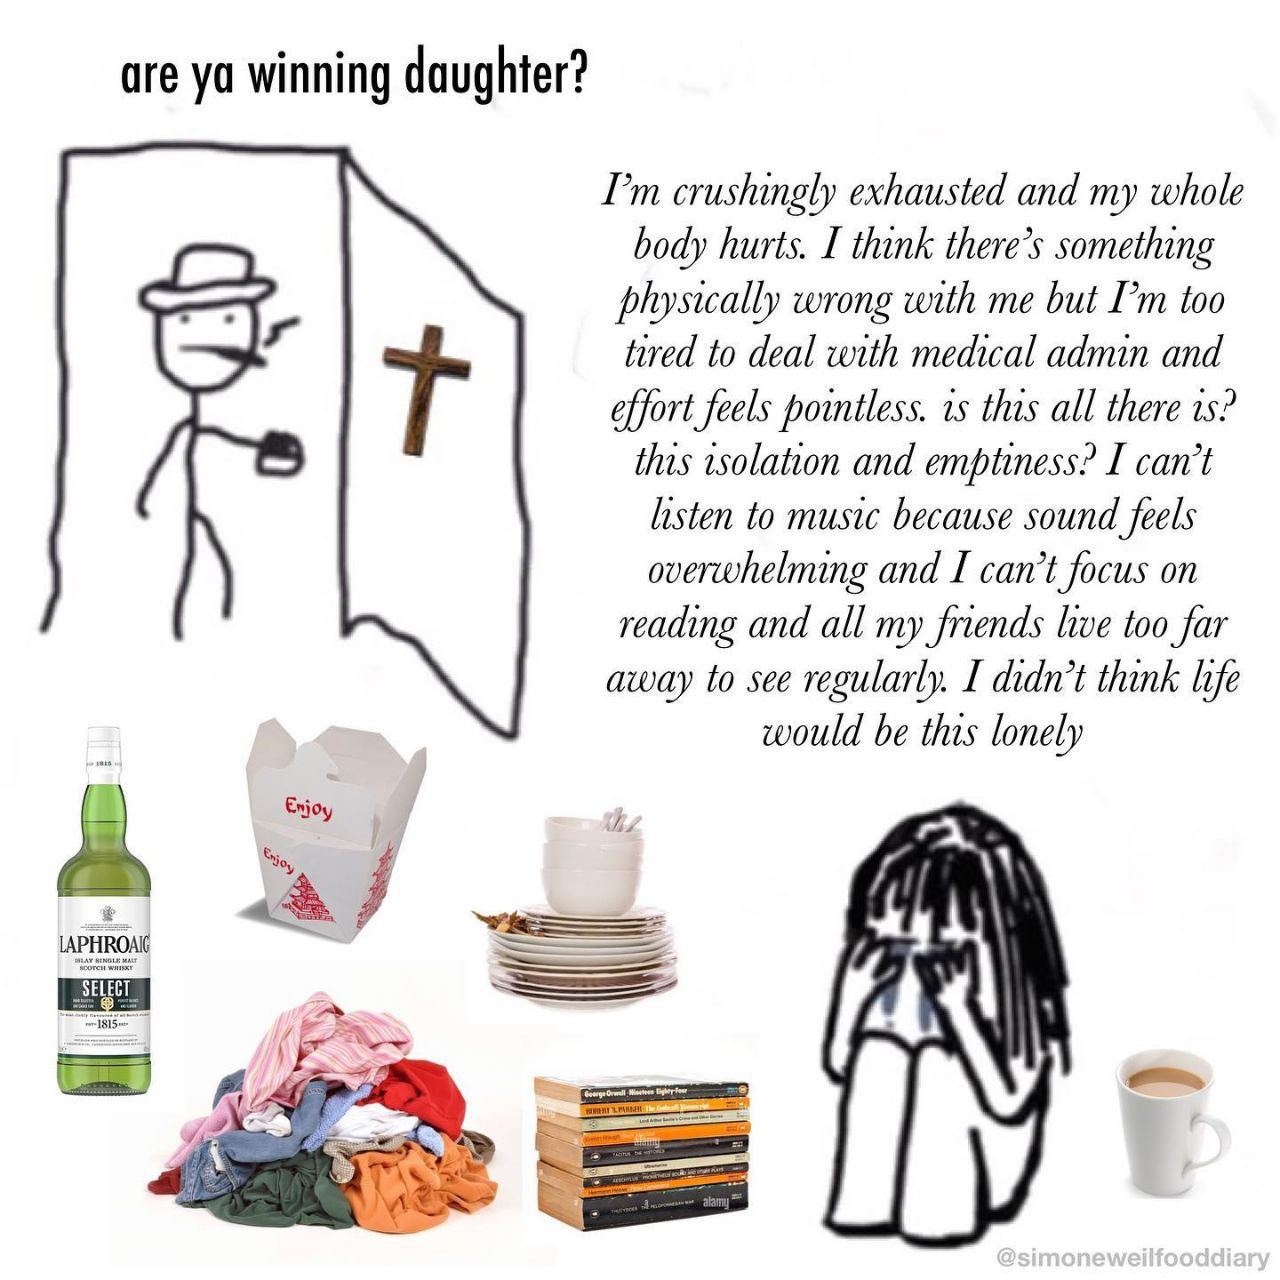 are ya winning daughter?
I'm crushingly exhausted and my whole
body hurts. I think there's something
physically wrong with me but I'm too
tired to deal with medical admin and
effort feels pointless. is this all there is?
this isolation and emptiness? I can't
listen to music because sound feels
overwhelming and I can't focus on
reading and all my friends live too far
away to see regularly. I didn't think life
would be this lonely
1815
LAPHROAIG
ISLAY SINGLE MALT
SCOTCH WHISKY
SELECT
1815
Enjoy
Enjoy
George Orwell Nineteen Eighty-Four
Lord Arthur Savile's Crime and Other Stories
TACITUS THE HISTORIES
AESCHYLUS PROMETHEUS BOUND AND OTHER PLAYS
THUCYDIDES THE PELOPONNESIAN WAR
alamy
alamy
@simoneweilfooddiary